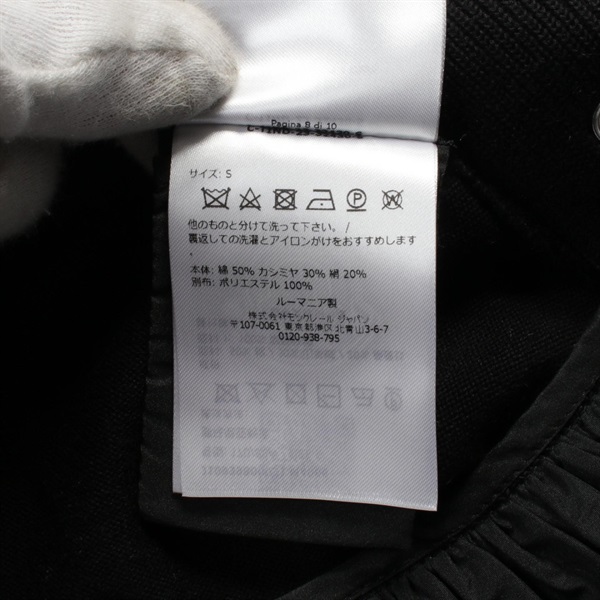 Pagina 8 di 10
サイズ: S
他のものと分けて洗って下さい。/
裏返しての洗濯とアイロンがけをおすすめします
.
本体: 綿 50% カシミヤ 30% 絹 20%
別布: ポリエステル 100%
ルーマニア製
株式会社モンクレール ジャパン
〒107-0061 東京都港区北青山3-6-7
0120-938-795